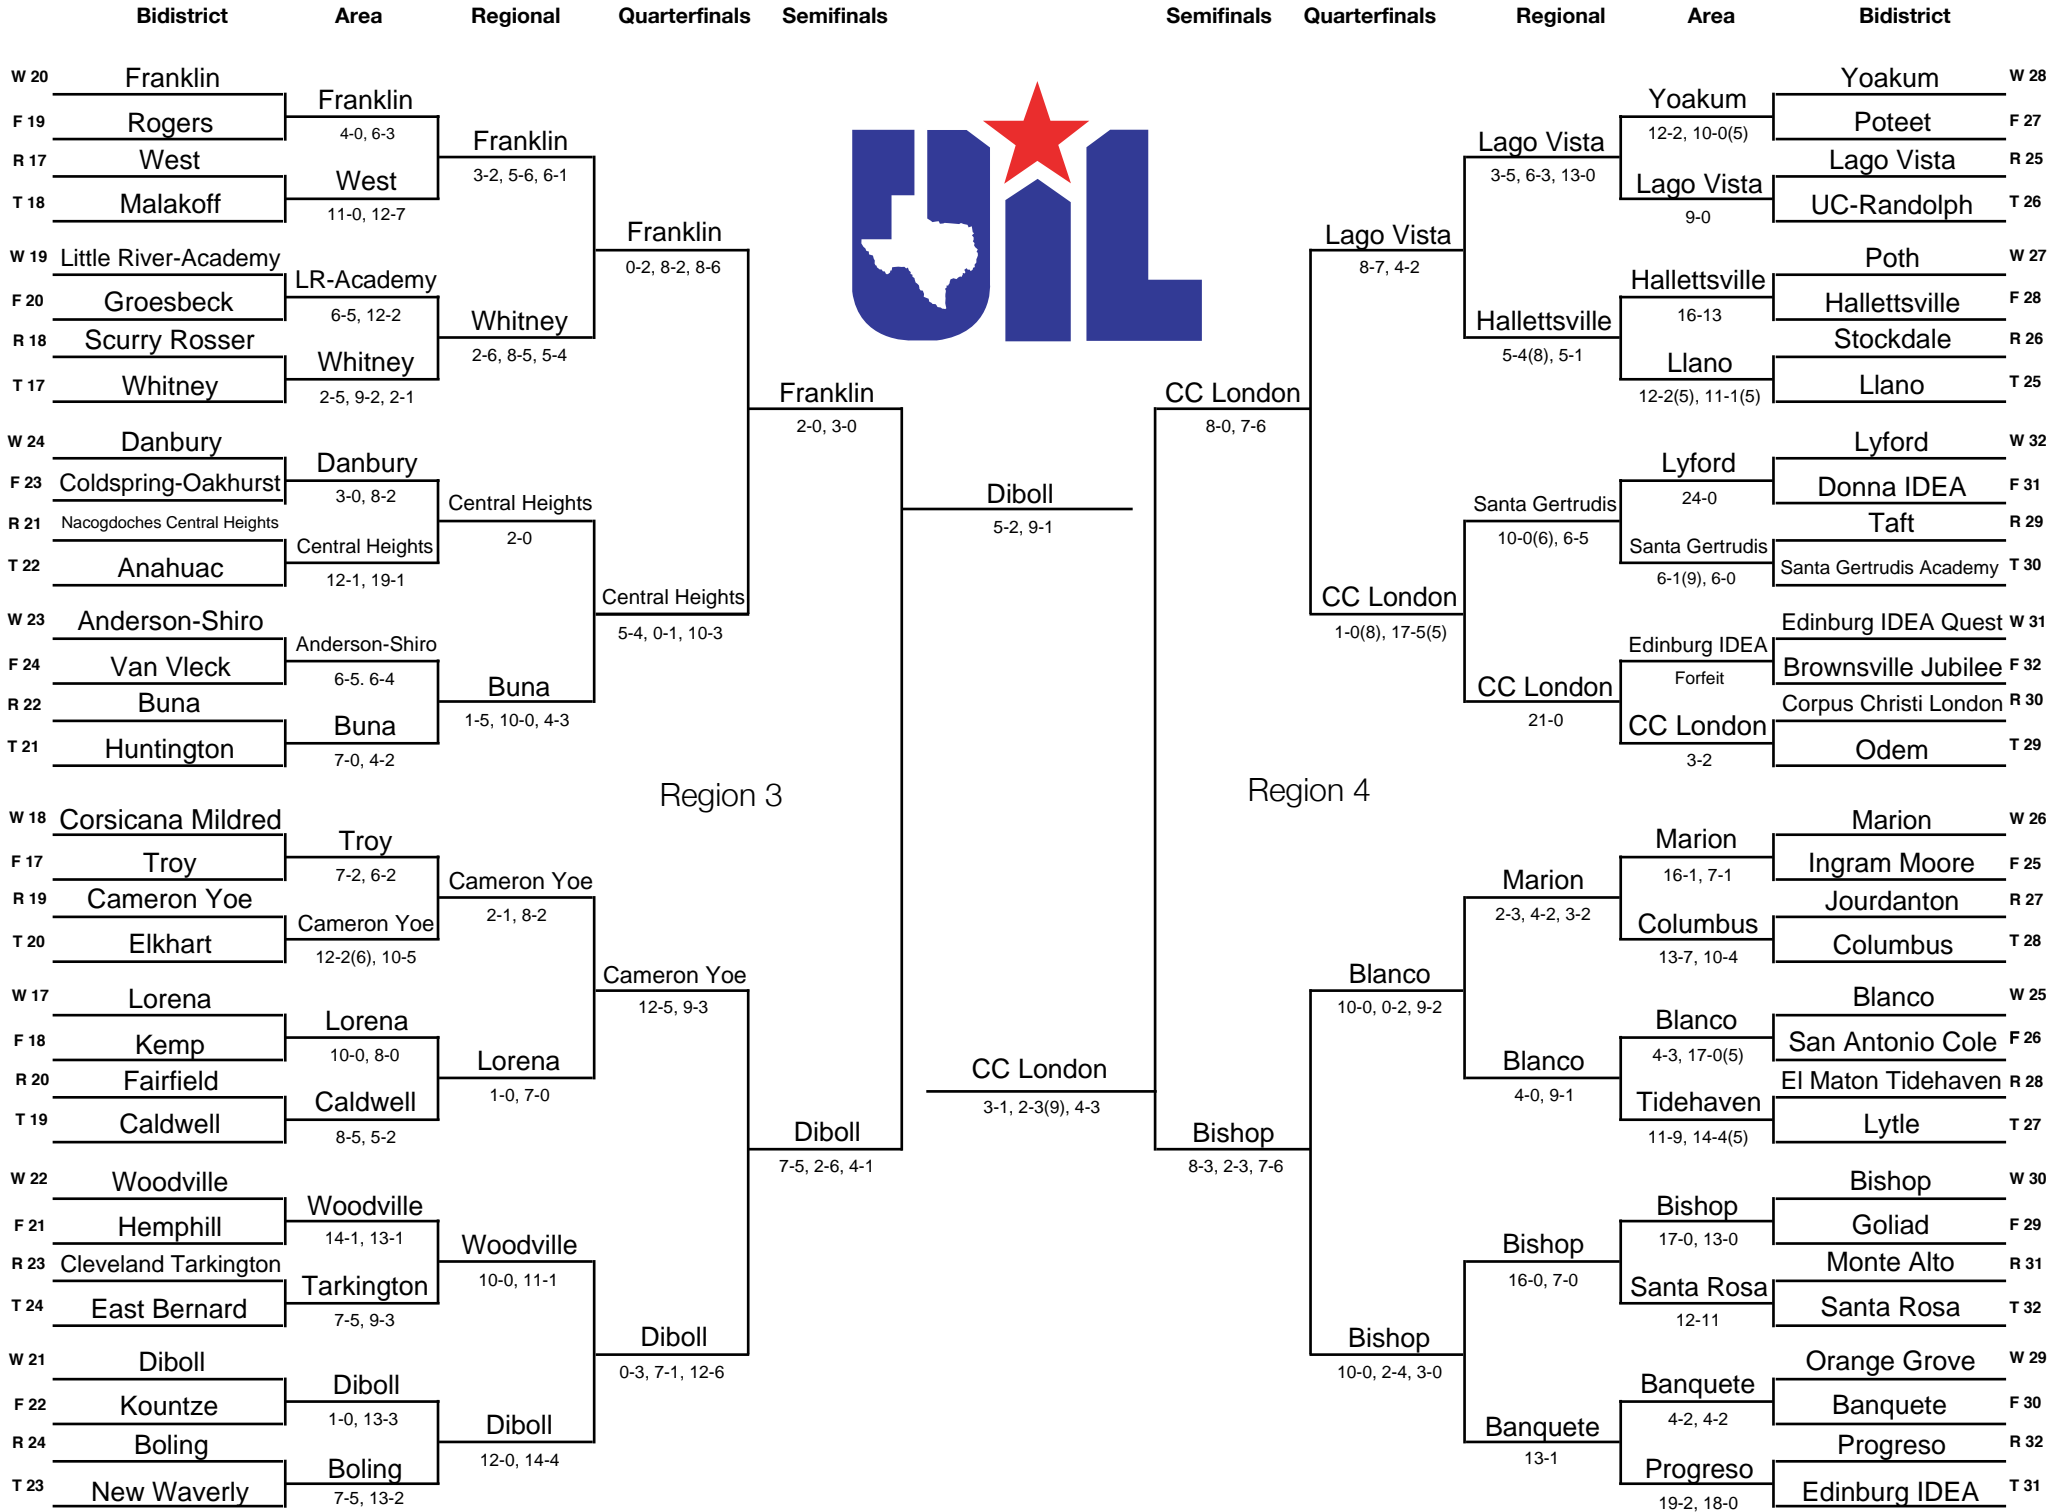 Bidistrict Area Regional Quarterfinals Semifinals Semifinals Quarterfinals Regional Area Bidistrict
W 20 Franklin
F 19 Rogers
R 17 West
T 18 Malakoff
W 19 Little River-Academy
F 20 Groesbeck
R 18 Scurry Rosser
T 17 Whitney
W 24 Danbury
F 23 Coldspring-Oakhurst
R 21 Nacogdoches Central Heights
T 22 Anahuac
W 23 Anderson-Shiro
F 24 Van Vleck
R 22 Buna
T 21 Huntington
W 18 Corsicana Mildred
F 17 Troy
R 19 Cameron Yoe
T 20 Elkhart
W 17 Lorena
F 18 Kemp
R 20 Fairfield
T 19 Caldwell
W 22 Woodville
F 21 Hemphill
R 23 Cleveland Tarkington
T 24 East Bernard
W 21 Diboll
F 22 Kountze
R 24 Boling
T 23 New Waverly
Franklin
4-0, 6-3
West
11-0, 12-7
LR-Academy
6-5, 12-2
Whitney
2-5, 9-2, 2-1
Danbury
3-0, 8-2
Central Heights
12-1, 19-1
Anderson-Shiro
6-5. 6-4
Buna
7-0, 4-2
Troy
7-2, 6-2
Cameron Yoe
12-2(6), 10-5
Lorena
10-0, 8-0
Caldwell
8-5, 5-2
Woodville
14-1, 13-1
Tarkington
7-5, 9-3
Diboll
1-0, 13-3
Boling
7-5, 13-2
Franklin
3-2, 5-6, 6-1
Whitney
2-6, 8-5, 5-4
Central Heights
2-0
Buna
1-5, 10-0, 4-3
Cameron Yoe
2-1, 8-2
Lorena
1-0, 7-0
Woodville
10-0, 11-1
Diboll
12-0, 14-4
Franklin
0-2, 8-2, 8-6
Central Heights
5-4, 0-1, 10-3
Cameron Yoe
12-5, 9-3
Diboll
0-3, 7-1, 12-6
Franklin
2-0, 3-0
Diboll
7-5, 2-6, 4-1
Region 3
UIL
Diboll
5-2, 9-1
CC London
3-1, 2-3(9), 4-3
Region 4
CC London
8-0, 7-6
Bishop
8-3, 2-3, 7-6
Lago Vista
8-7, 4-2
CC London
1-0(8), 17-5(5)
Blanco
10-0, 0-2, 9-2
Bishop
10-0, 2-4, 3-0
Lago Vista
3-5, 6-3, 13-0
Hallettsville
5-4(8), 5-1
Santa Gertrudis
10-0(6), 6-5
CC London
21-0
Marion
2-3, 4-2, 3-2
Blanco
4-0, 9-1
Bishop
16-0, 7-0
Banquete
13-1
Yoakum
12-2, 10-0(5)
Lago Vista
9-0
Hallettsville
16-13
Llano
12-2(5), 11-1(5)
Lyford
24-0
Santa Gertrudis
6-1(9), 6-0
Edinburg IDEA
Forfeit
CC London
3-2
Marion
16-1, 7-1
Columbus
13-7, 10-4
Blanco
4-3, 17-0(5)
Tidehaven
11-9, 14-4(5)
Bishop
17-0, 13-0
Santa Rosa
12-11
Banquete
4-2, 4-2
Progreso
19-2, 18-0
Yoakum W 28
Poteet F 27
Lago Vista R 25
UC-Randolph T 26
Poth W 27
Hallettsville F 28
Stockdale R 26
Llano T 25
Lyford W 32
Donna IDEA F 31
Taft R 29
Santa Gertrudis Academy T 30
Edinburg IDEA Quest W 31
Brownsville Jubilee F 32
Corpus Christi London R 30
Odem T 29
Marion W 26
Ingram Moore F 25
Jourdanton R 27
Columbus T 28
Blanco W 25
San Antonio Cole F 26
El Maton Tidehaven R 28
Lytle T 27
Bishop W 30
Goliad F 29
Monte Alto R 31
Santa Rosa T 32
Orange Grove W 29
Banquete F 30
Progreso R 32
Edinburg IDEA T 31